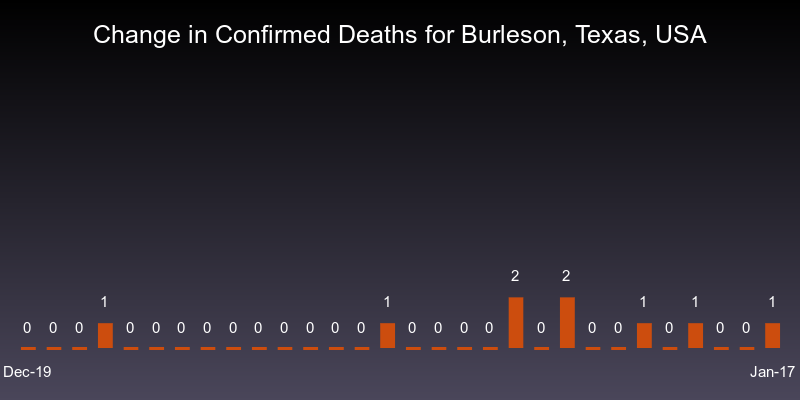 Change in Confirmed Deaths for Burleson, Texas, USA
0 0 0 1 0 0 0 0 0 0 0 0 0 0 1 0 0 0 0 2 0 2 0 0 1 0 1 0 0 1
Dec-19 Jan-17